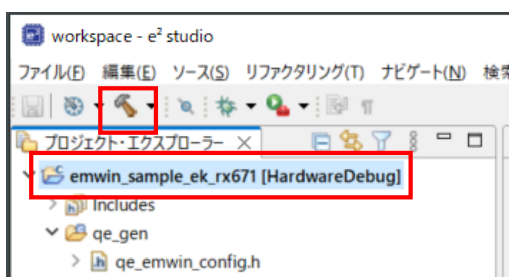 workspace - e² studio
ファイル(F) 編集(E) ソース(S) リファクタリング(T) ナビゲート(N) 検索
プロジェクト・エクスプローラー
emwin_sample_ek_rx671 [HardwareDebug]
Includes
qe_gen
qe_emwin_config.h